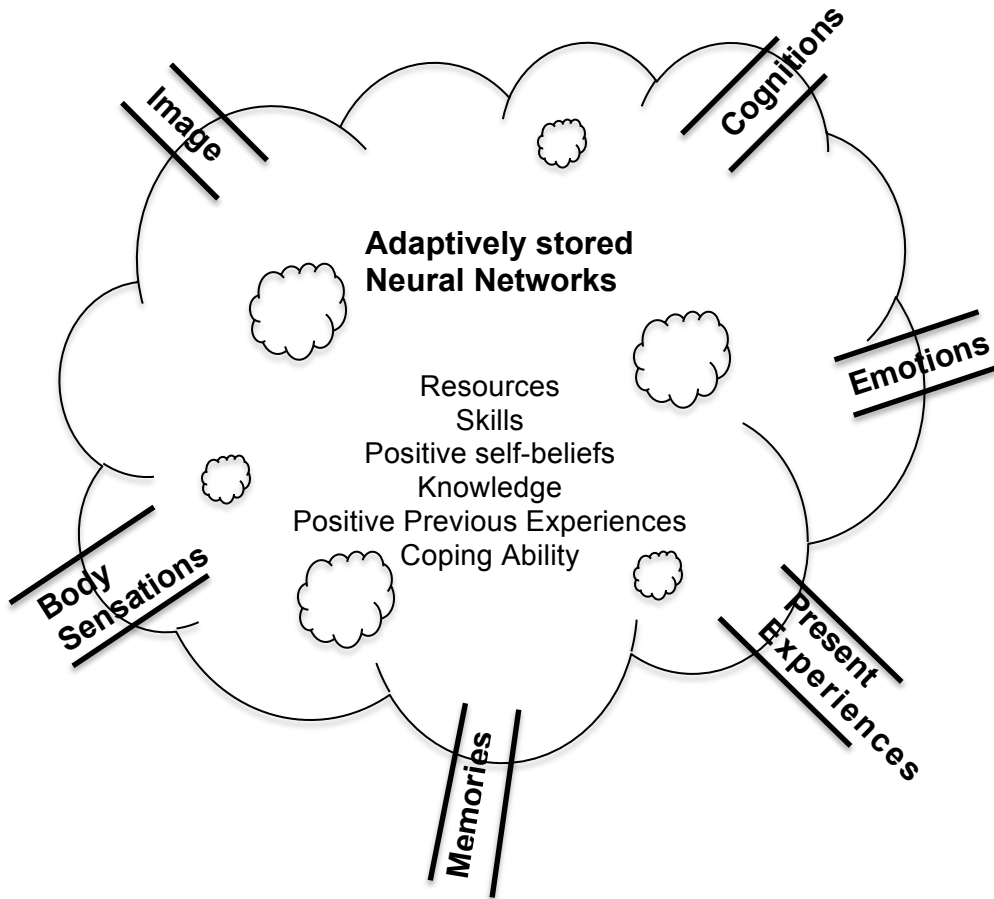 Image
Cognitions
Adaptively stored
Neural Networks
Emotions
Resources
Skills
Positive self-beliefs
Knowledge
Positive Previous Experiences
Coping Ability
Body
Sensations
Present
Experiences
Memories